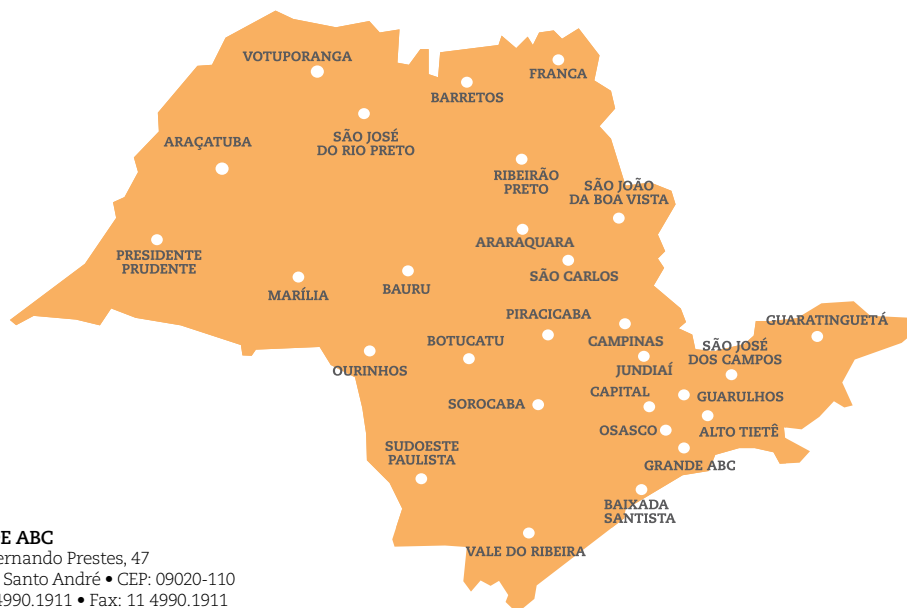 VOTUPORANGA
FRANCA
BARRETOS
SÃO JOSÉ
DO RIO PRETO
ARAÇATUBA
RIBEIRÃO
PRETO
SÃO JOÃO
DA BOA VISTA
ARARAQUARA
PRESIDENTE
PRUDENTE
SÃO CARLOS
BAURU
MARÍLIA
PIRACICABA
GUARATINGUETÁ
BOTUCATU
CAMPINAS
SÃO JOSÉ
DOS CAMPOS
OURINHOS
JUNDIAÍ
CAPITAL
GUARULHOS
SOROCABA
OSASCO
ALTO TIETÊ
SUDOESTE
PAULISTA
GRANDE ABC
BAIXADA
SANTISTA
VALE DO RIBEIRA
E ABC
ernando Prestes, 47
Santo André • CEP: 09020-110
4990.1911 • Fax: 11 4990.1911